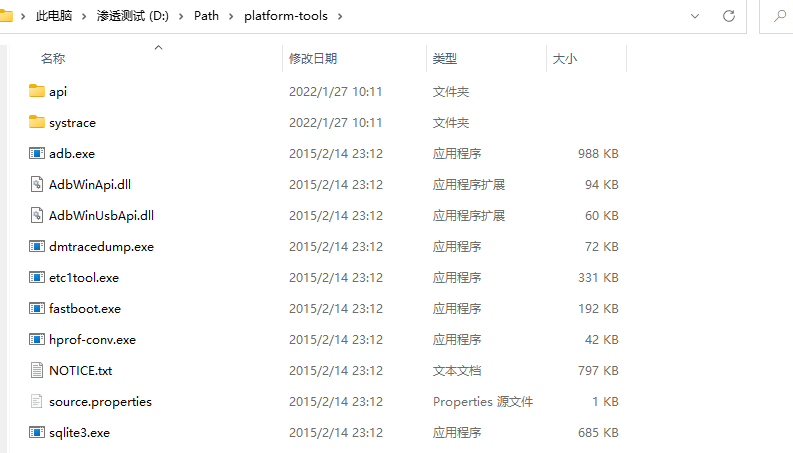 此电脑 > 渗透测试 (D:) > Path > platform-tools >
名称 修改日期 类型 大小
api 2022/1/27 10:11 文件夹
systrace 2022/1/27 10:11 文件夹
adb.exe 2015/2/14 23:12 应用程序 988 KB
AdbWinApi.dll 2015/2/14 23:12 应用程序扩展 94 KB
AdbWinUsbApi.dll 2015/2/14 23:12 应用程序扩展 60 KB
dmtracedump.exe 2015/2/14 23:12 应用程序 72 KB
etc1tool.exe 2015/2/14 23:12 应用程序 331 KB
fastboot.exe 2015/2/14 23:12 应用程序 192 KB
hprof-conv.exe 2015/2/14 23:12 应用程序 42 KB
NOTICE.txt 2015/2/14 23:12 文本文档 797 KB
source.properties 2015/2/14 23:12 Properties 源文件 1 KB
sqlite3.exe 2015/2/14 23:12 应用程序 685 KB